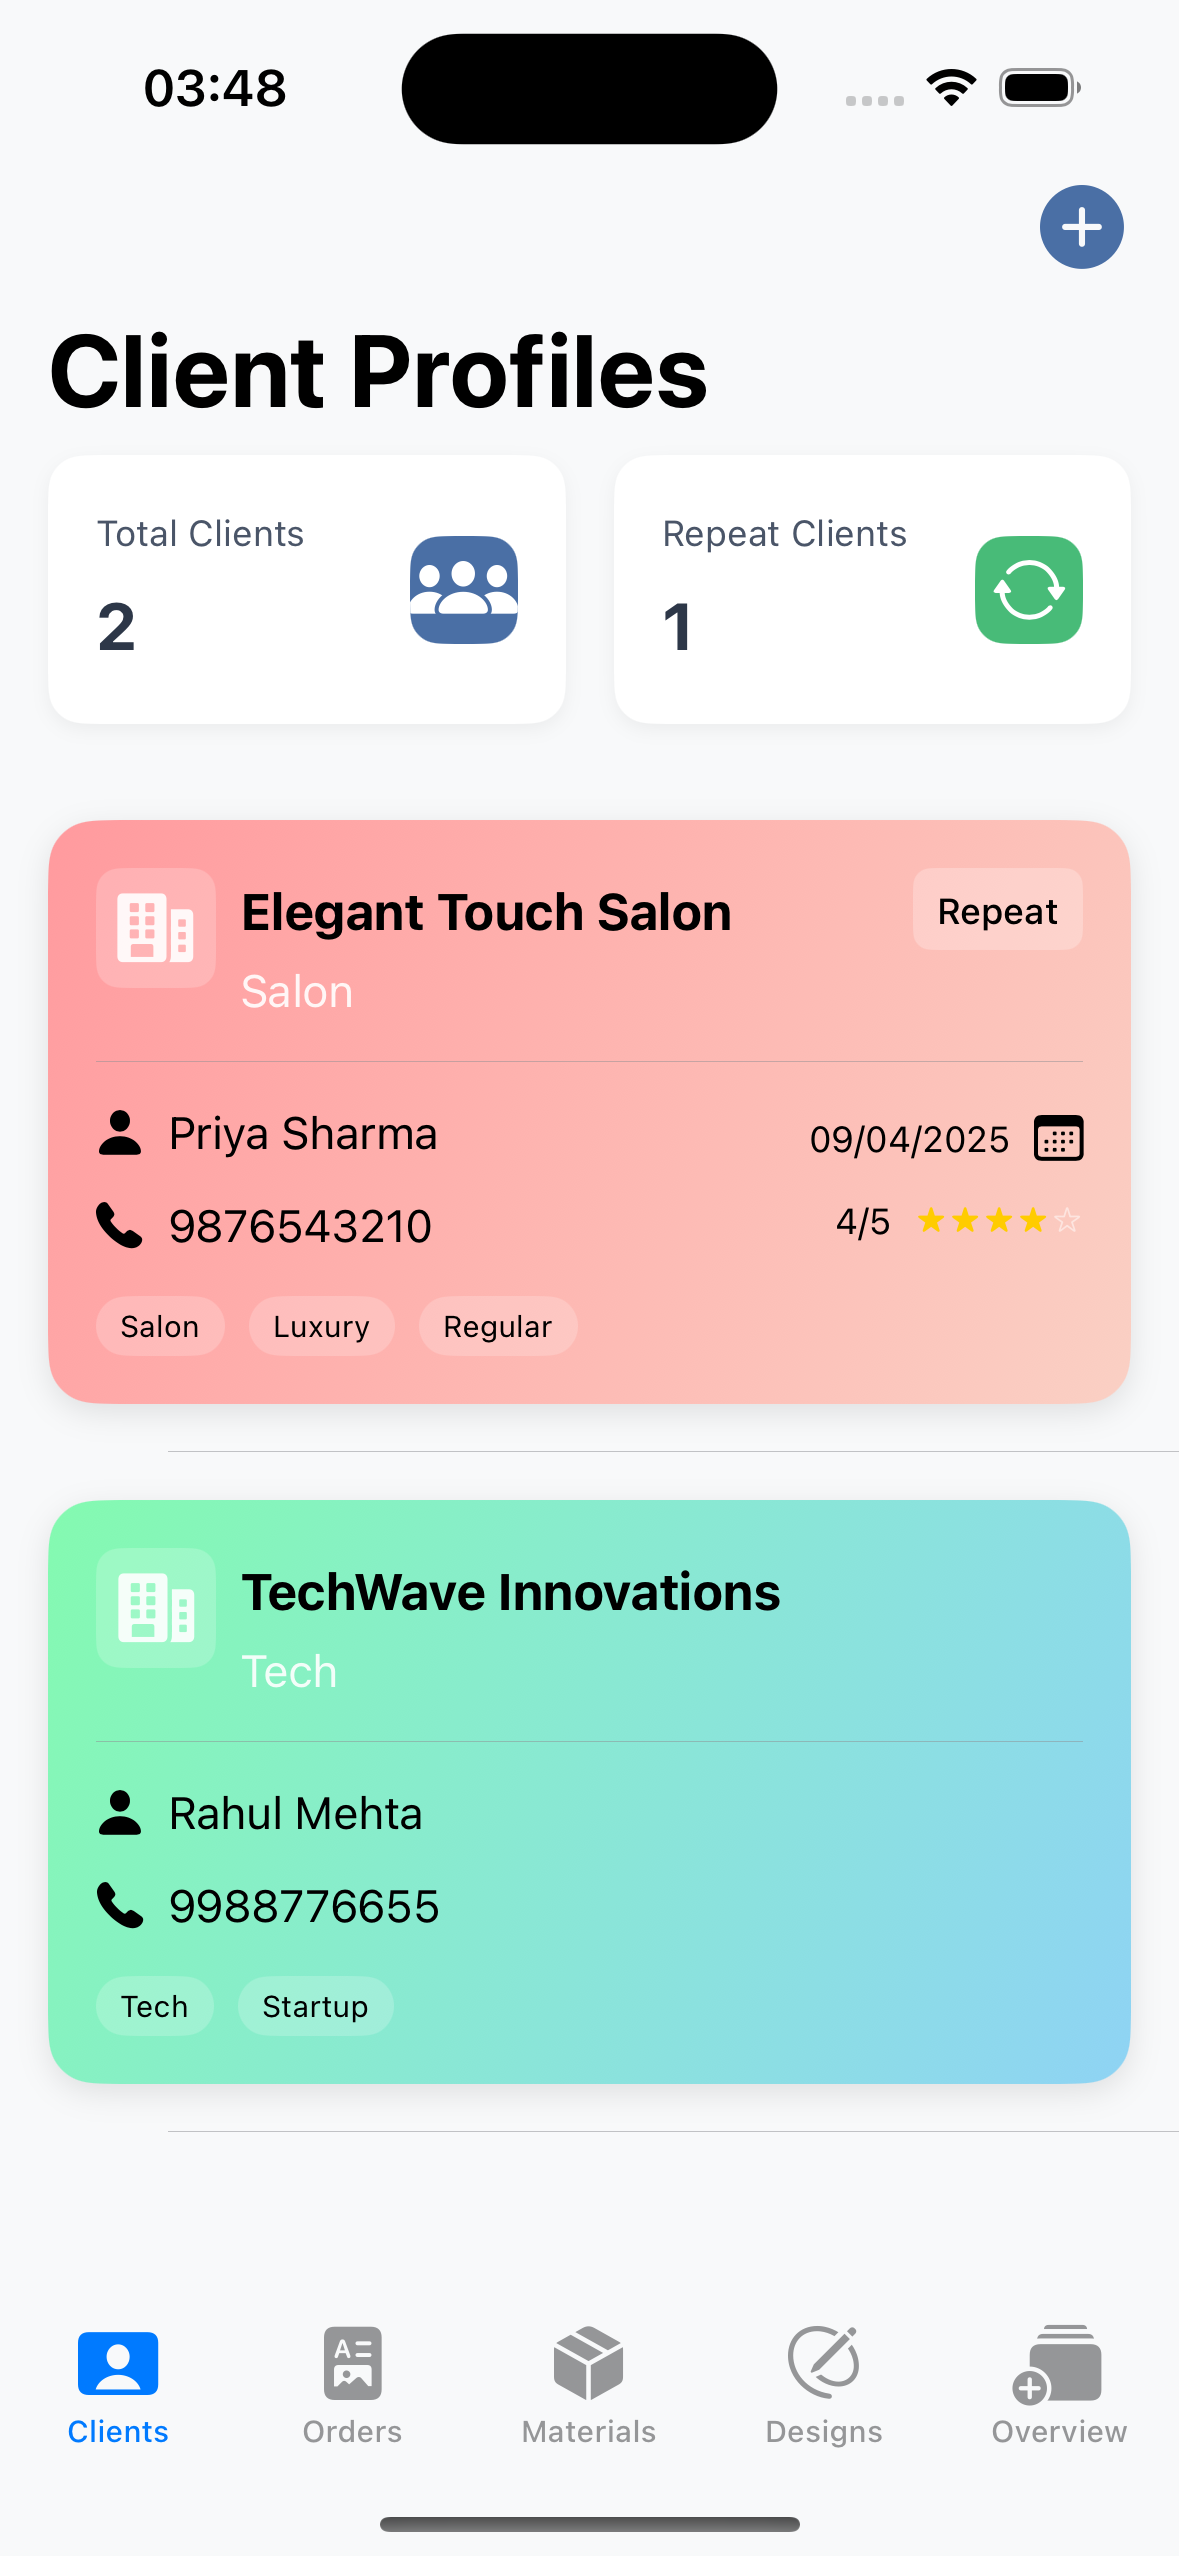 03:48
Client Profiles
Total Clients
2
Repeat Clients
1
Elegant Touch Salon
Repeat
Salon
Priya Sharma
09/04/2025
9876543210
4/5
Salon Luxury Regular
TechWave Innovations
Tech
Rahul Mehta
9988776655
Tech Startup
Clients Orders Materials Designs Overview